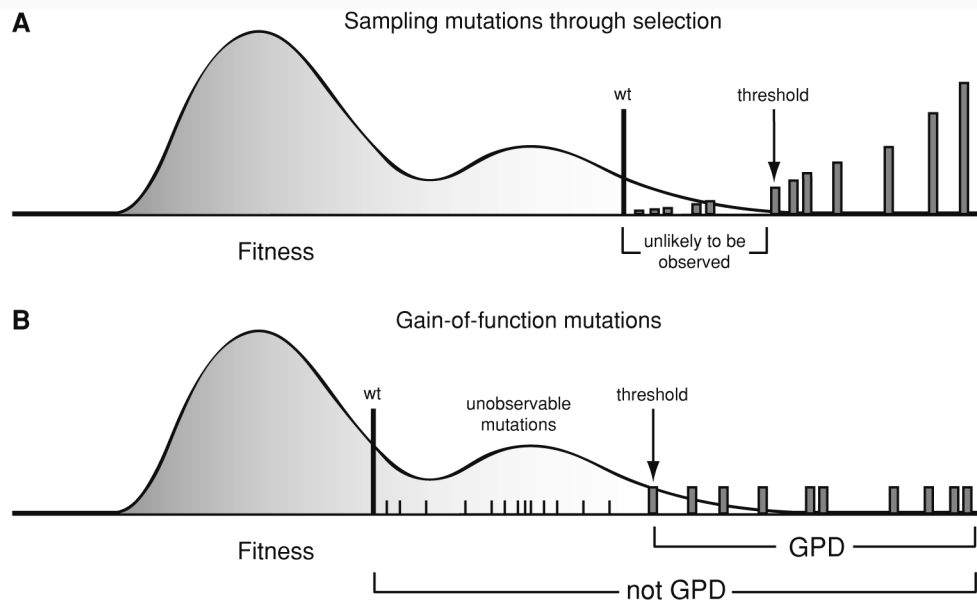 A
Sampling mutations through selection
wt
threshold
unlikely to be
observed
Fitness
B
Gain-of-function mutations
wt
unobservable
mutations
threshold
Fitness
GPD
not GPD